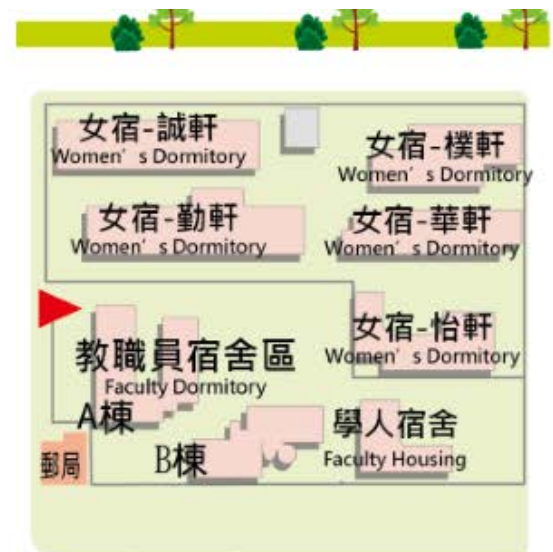 女宿-誠軒
Women's Dormitory
女宿-樸軒
Women's Dormitory
女宿-勤軒
Women's Dormitory
女宿-華軒
Women's Dormitory
女宿-怡軒
Women's Dormitory
教職員宿舍區
Faculty Dormitory
A棟
B棟
學人宿舍
Faculty Housing
郵局